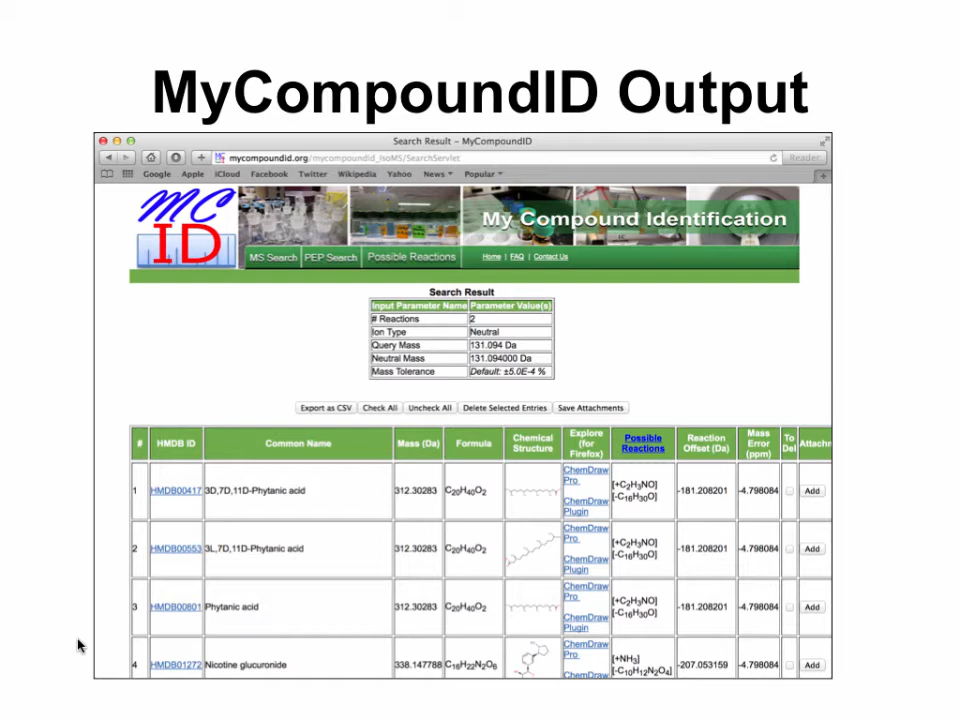 MyCompoundID Output
Search Result – MyCompoundID
mycompoundid.org/mycompoundid_IsoMS/SearchServlet
Reader
Google Apple iCloud Facebook Twitter Wikipedia Yahoo News Popular
MC
ID
My Compound Identification
MS Search PEP Search Possible Reactions Home | FAQ | Contact Us
Search Result
Input Parameter Name Parameter Value(s)
# Reactions 2
Ion Type Neutral
Query Mass 131.094 Da
Neutral Mass 131.094000 Da
Mass Tolerance Default: ±5.0E-4 %
Export as CSV Check All Uncheck All Delete Selected Entries Save Attachments
# HMDB ID Common Name Mass (Da) Formula Chemical Structure Explore (for Firefox) Possible Reactions Reaction Offset (Da) Mass Error (ppm) To Del Attachm
1 HMDB00417 3D,7D,11D-Phytanic acid 312.30283 C20H40O2 ChemDraw Pro ChemDraw Plugin [+C2H3NO] [-C16H30O] -181.208201 -4.798084 Add
2 HMDB00553 3L,7D,11D-Phytanic acid 312.30283 C20H40O2 ChemDraw Pro ChemDraw Plugin [+C2H3NO] [-C16H30O] -181.208201 -4.798084 Add
3 HMDB00801 Phytanic acid 312.30283 C20H40O2 ChemDraw Pro ChemDraw Plugin [+C2H3NO] [-C16H30O] -181.208201 -4.798084 Add
4 HMDB01272 Nicotine glucuronide 338.147788 C16H22N2O6 ChemDraw Pro ChemDraw [+NH3] [-C10H12N2O4] -207.053159 -4.798084 Add